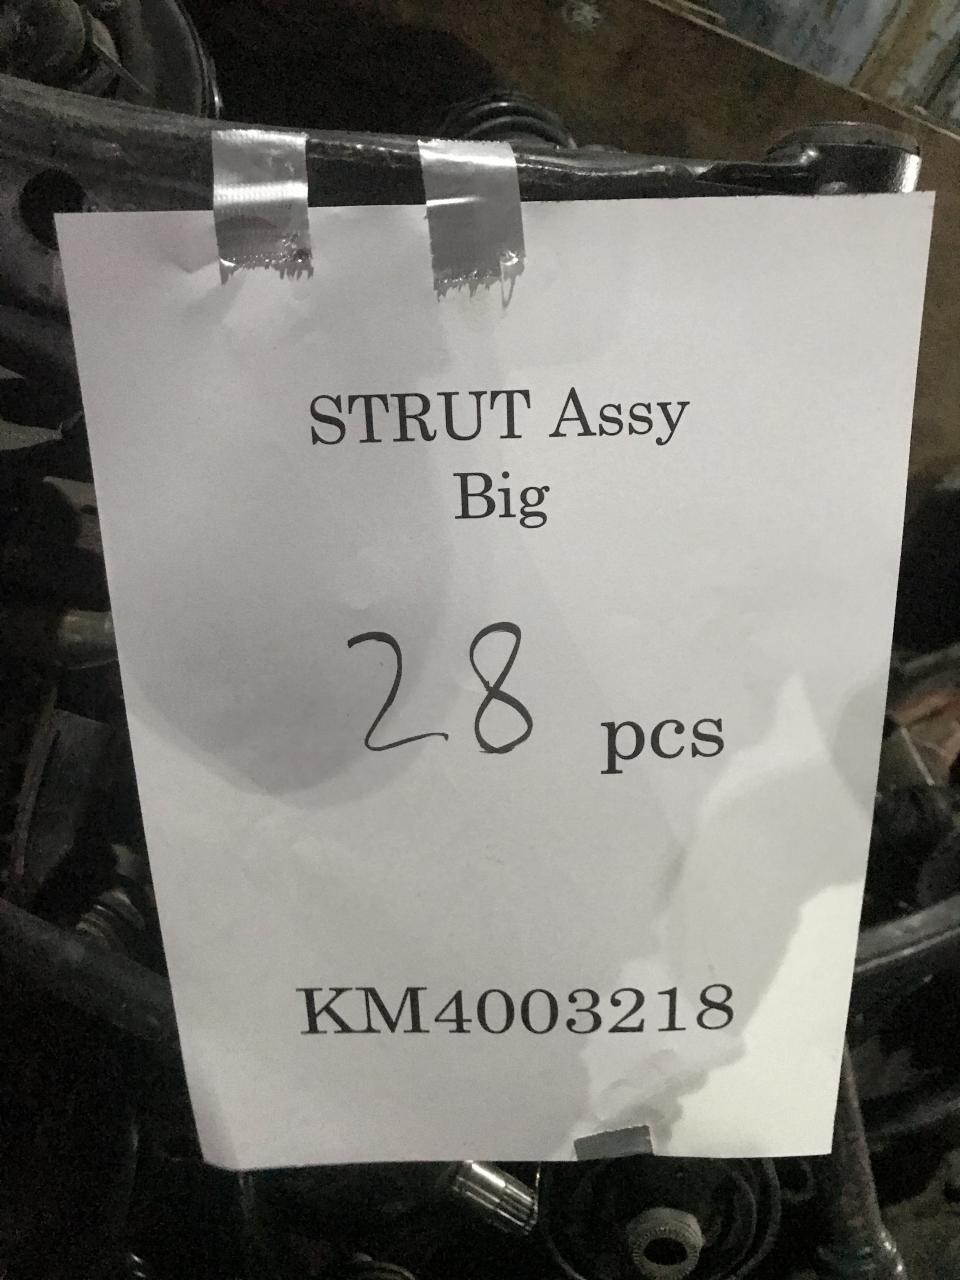 STRUT Assy
Big
28 pcs
KM4003218